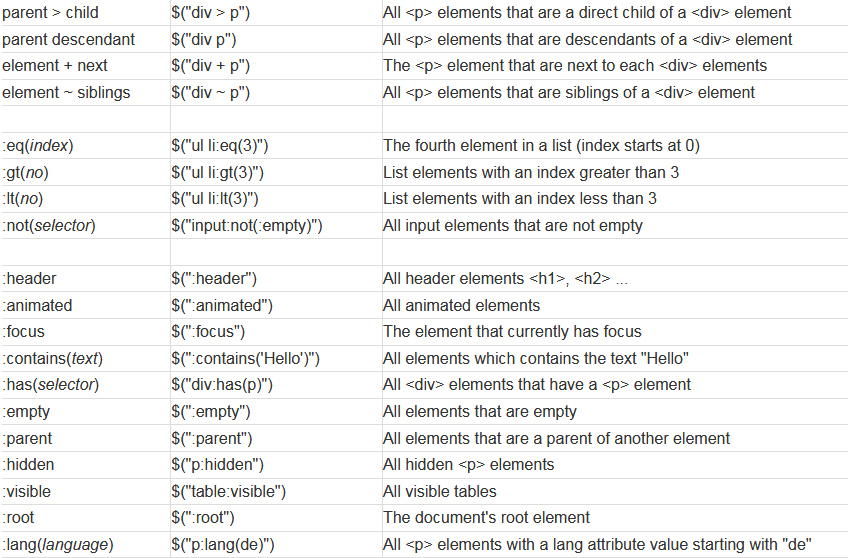 parent > child $("div > p") All <p> elements that are a direct child of a <div> element
parent descendant $("div p") All <p> elements that are descendants of a <div> element
element + next $("div + p") The <p> element that are next to each <div> elements
element ~ siblings $("div ~ p") All <p> elements that are siblings of a <div> element
:eq(index) $("ul li:eq(3)") The fourth element in a list (index starts at 0)
:gt(no) $("ul li:gt(3)") List elements with an index greater than 3
:lt(no) $("ul li:lt(3)") List elements with an index less than 3
:not(selector) $("input:not(:empty)") All input elements that are not empty
:header $(":header") All header elements <h1>, <h2> ...
:animated $(":animated") All animated elements
:focus $(":focus") The element that currently has focus
:contains(text) $(":contains('Hello')") All elements which contains the text "Hello"
:has(selector) $("div:has(p)") All <div> elements that have a <p> element
:empty $(":empty") All elements that are empty
:parent $(":parent") All elements that are a parent of another element
:hidden $("p:hidden") All hidden <p> elements
:visible $("table:visible") All visible tables
:root $(":root") The document's root element
:lang(language) $("p:lang(de)") All <p> elements with a lang attribute value starting with "de"